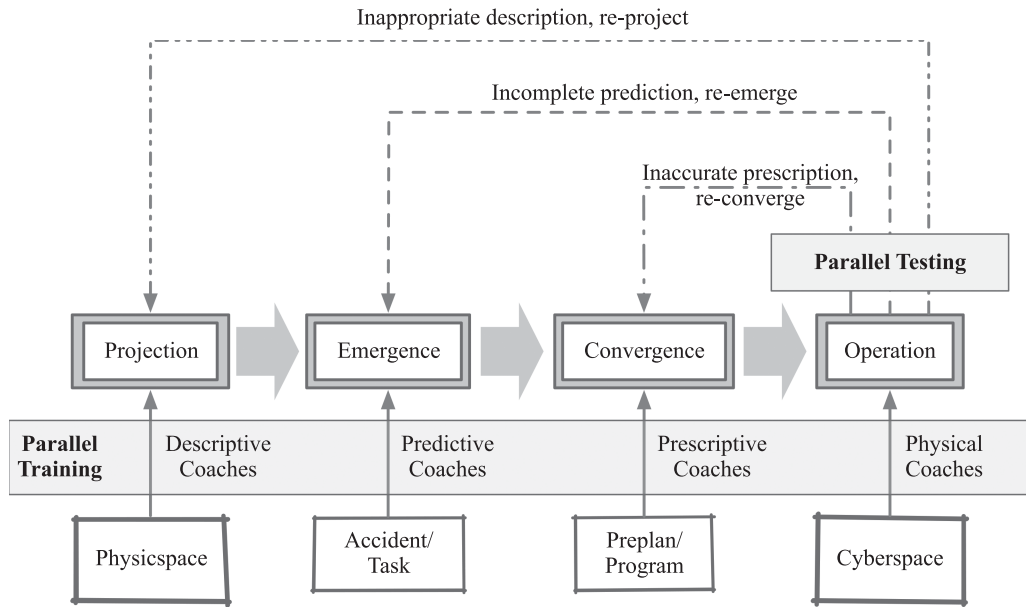 Inappropriate description, re-project
Incomplete prediction, re-emerge
Inaccurate prescription,
re-converge
Parallel Testing
Projection
Emergence
Convergence
Operation
Parallel
Training
Descriptive
Coaches
Predictive
Coaches
Prescriptive
Coaches
Physical
Coaches
Physicspace
Accident/
Task
Preplan/
Program
Cyberspace